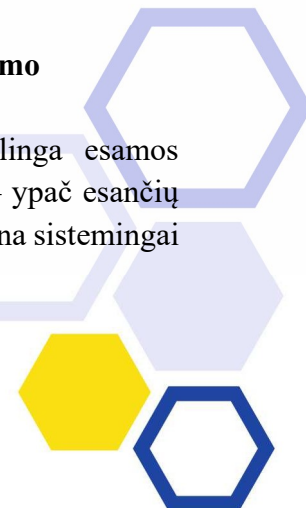 mo
linga esamos
– ypač esančių
na sistemingai